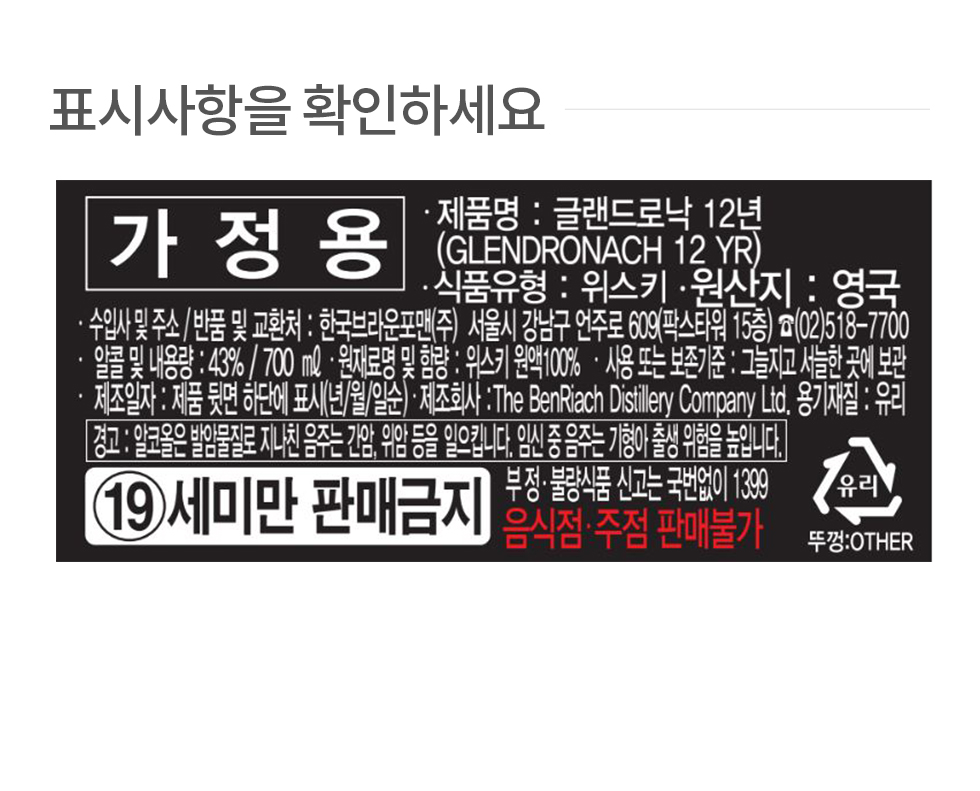 표시사항을 확인하세요
가 정 용
· 제품명 : 글랜드로낙 12년
(GLENDRONACH 12 YR)
· 식품유형 : 위스키 · 원산지 : 영국
· 수입사 및 주소 / 반품 및 교환처 : 한국브라운포맨(주) 서울시 강남구 언주로 609(팍스타워 15층) ☎(02)518-7700
· 알콜 및 내용량 : 43% / 700 ㎖ · 원재료명 및 함량 : 위스키 원액100% · 사용 또는 보존기준 : 그늘지고 서늘한 곳에 보관
· 제조일자 : 제품 뒷면 하단에 표시(년/월/일순) · 제조회사 :The BenRiach Distillery Company Ltd. 용기재질 : 유리
경고 : 알코올은 발암물질로 지나친 음주는 간암, 위암 등을 일으킵니다. 임신 중 음주는 기형아 출생 위험을 높입니다.
⑲세미만 판매금지
부정·불량식품 신고는 국번없이 1399
음식점·주점 판매불가
유리
뚜껑:OTHER